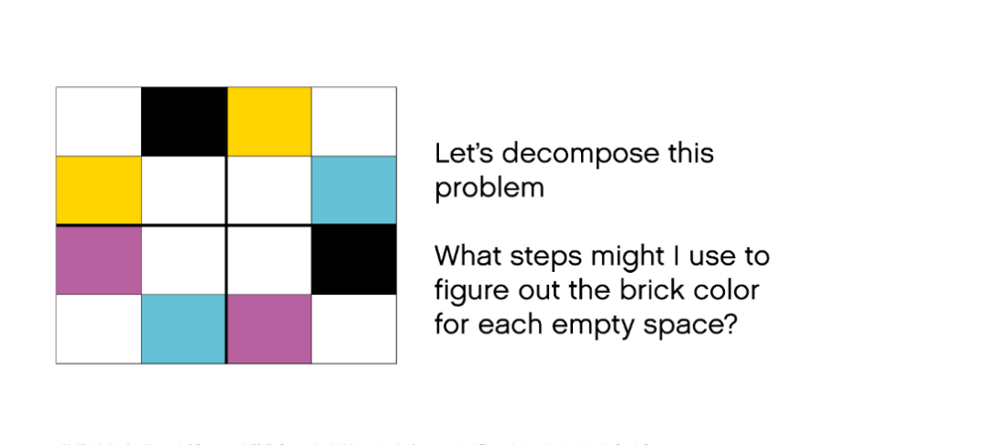 Let's decompose this
problem
What steps might I use to
figure out the brick color
for each empty space?